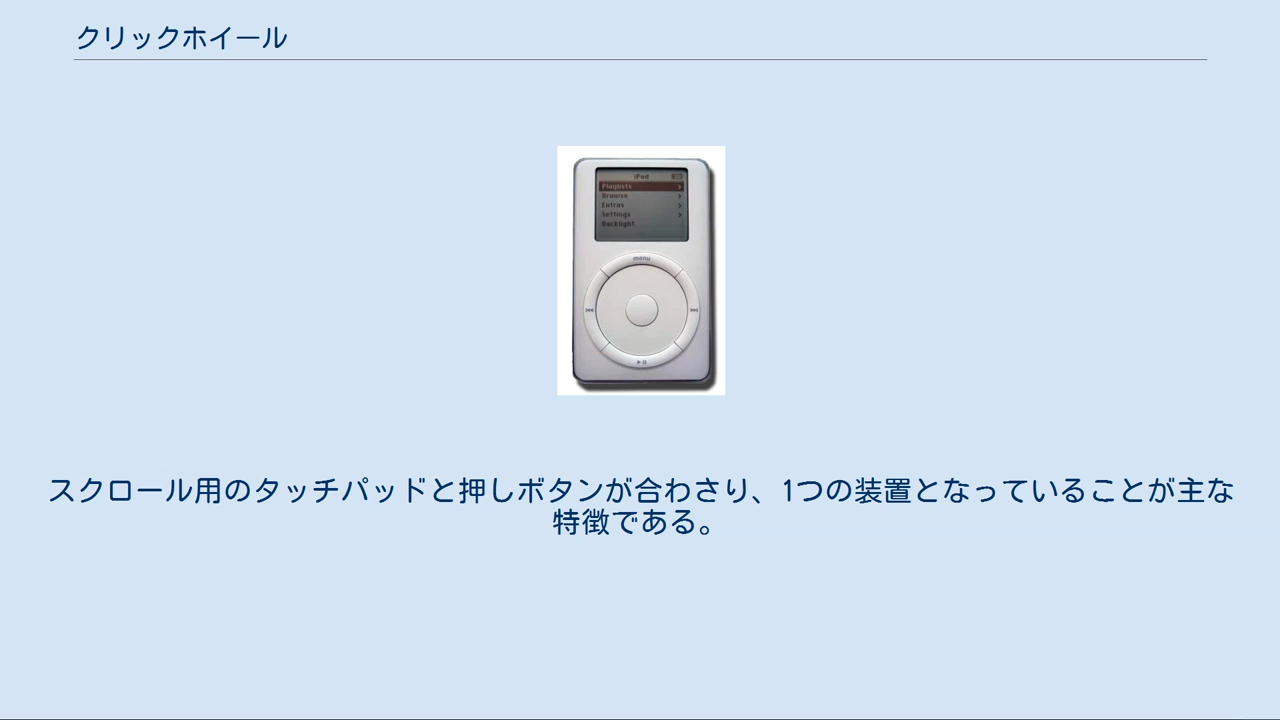 クリックホイール
iPod
Playlists
Browse
Extras
Settings
Backlight
menu
スクロール用のタッチパッドと押しボタンが合わさり、1つの装置となっていることが主な
特徴である。